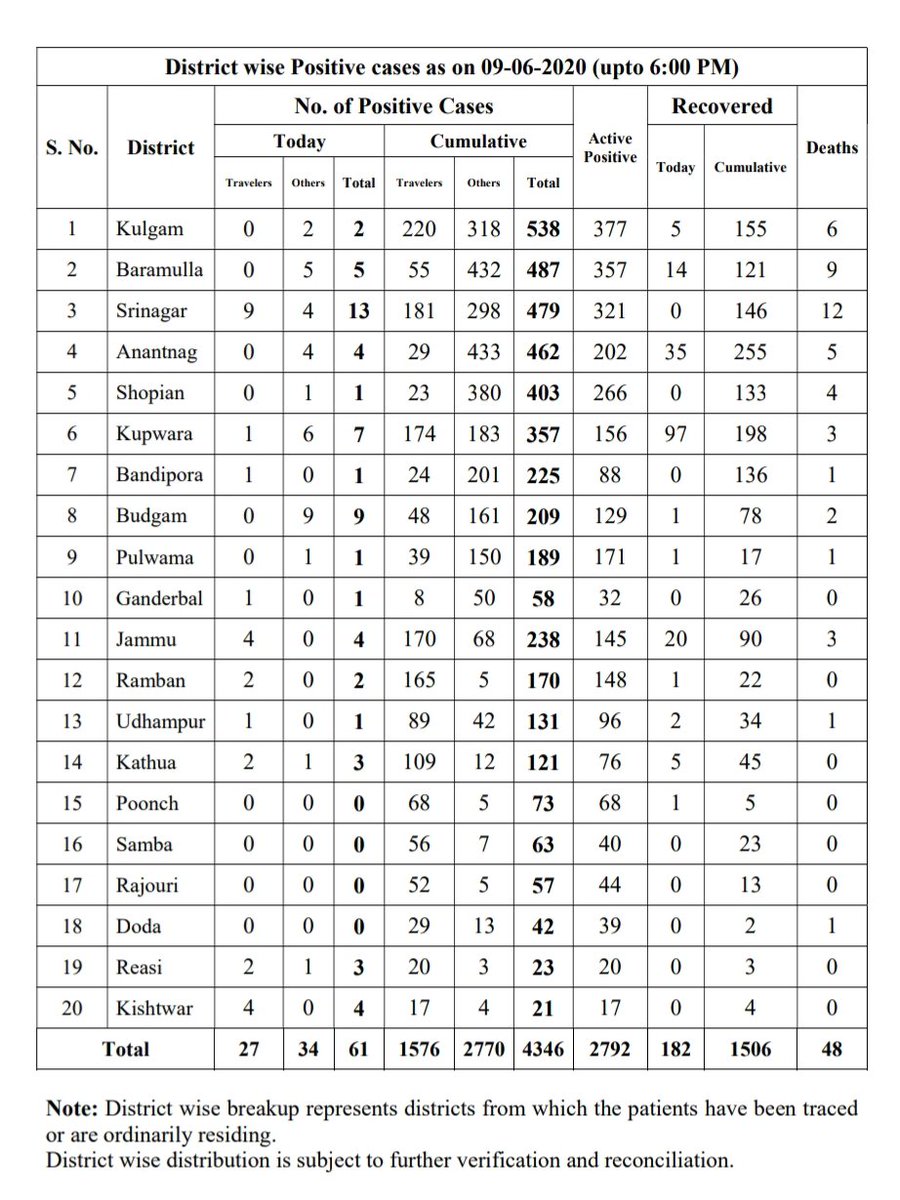 District wise Positive cases as on 09-06-2020 (upto 6:00 PM)
S. No. District No. of Positive Cases Active Positive Recovered Deaths
Today Cumulative Today Cumulative
Travelers Others Total Travelers Others Total
1 Kulgam 0 2 2 220 318 538 377 5 155 6
2 Baramulla 0 5 5 55 432 487 357 14 121 9
3 Srinagar 9 4 13 181 298 479 321 0 146 12
4 Anantnag 0 4 4 29 433 462 202 35 255 5
5 Shopian 0 1 1 23 380 403 266 0 133 4
6 Kupwara 1 6 7 174 183 357 156 97 198 3
7 Bandipora 1 0 1 24 201 225 88 0 136 1
8 Budgam 0 9 9 48 161 209 129 1 78 2
9 Pulwama 0 1 1 39 150 189 171 1 17 1
10 Ganderbal 1 0 1 8 50 58 32 0 26 0
11 Jammu 4 0 4 170 68 238 145 20 90 3
12 Ramban 2 0 2 165 5 170 148 1 22 0
13 Udhampur 1 0 1 89 42 131 96 2 34 1
14 Kathua 2 1 3 109 12 121 76 5 45 0
15 Poonch 0 0 0 68 5 73 68 1 5 0
16 Samba 0 0 0 56 7 63 40 0 23 0
17 Rajouri 0 0 0 52 5 57 44 0 13 0
18 Doda 0 0 0 29 13 42 39 0 2 1
19 Reasi 2 1 3 20 3 23 20 0 3 0
20 Kishtwar 4 0 4 17 4 21 17 0 4 0
Total 27 34 61 1576 2770 4346 2792 182 1506 48
Note: District wise breakup represents districts from which the patients have been traced
or are ordinarily residing.
District wise distribution is subject to further verification and reconciliation.